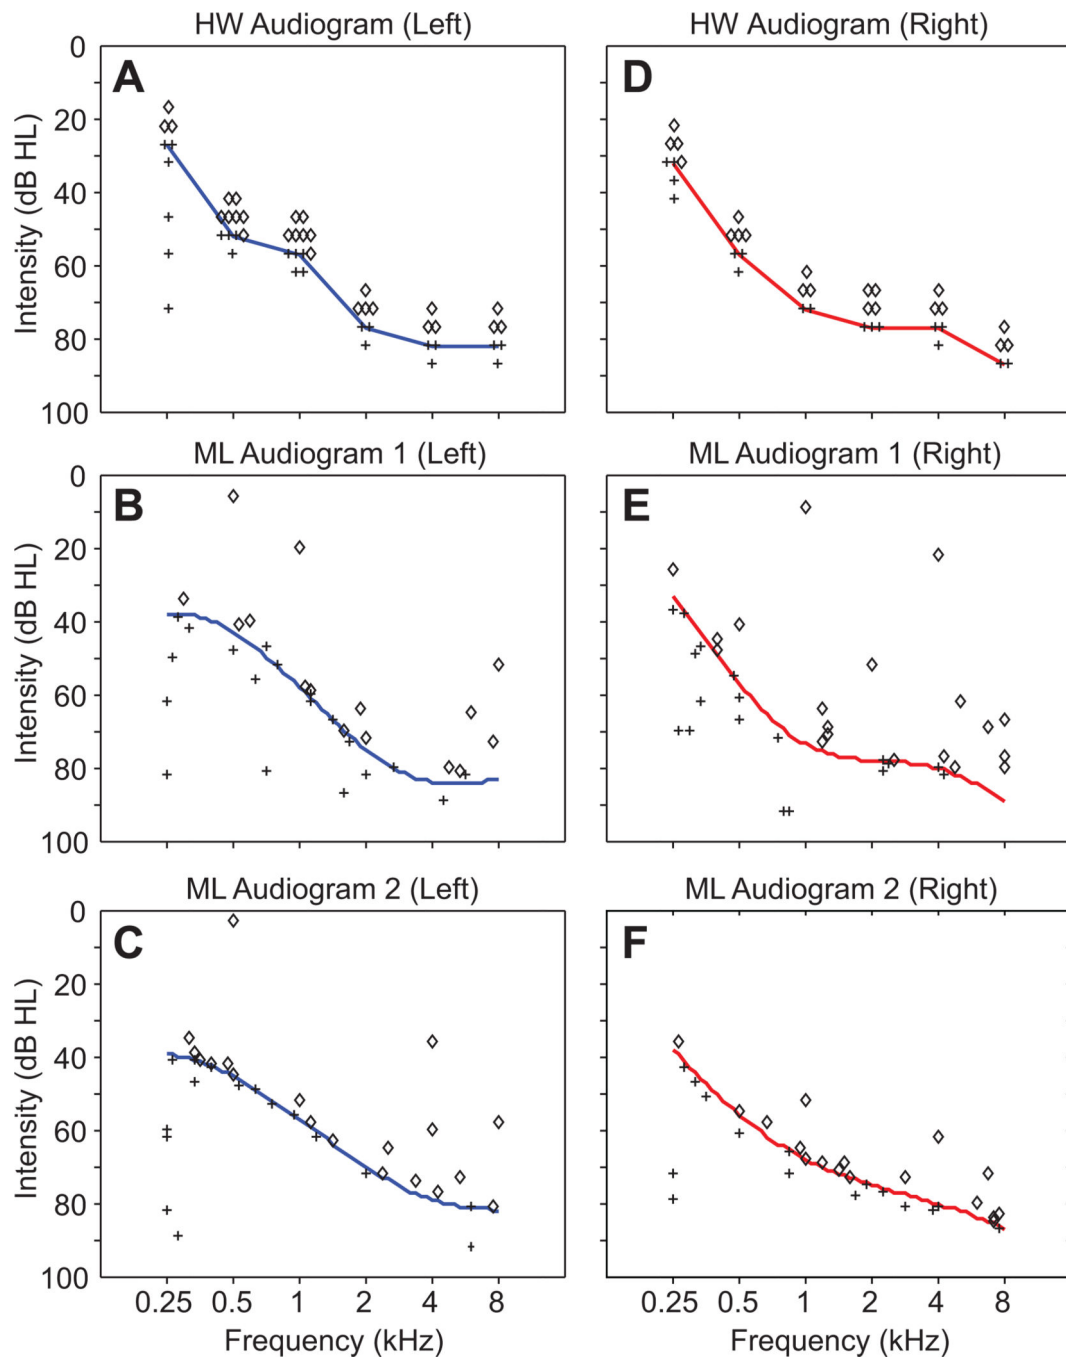 HW Audiogram (Left)
HW Audiogram (Right)
A
D
0
20
40
60
80
100
Intensity (dB HL)
ML Audiogram 1 (Left)
ML Audiogram 1 (Right)
B
E
0
20
40
60
80
100
Intensity (dB HL)
ML Audiogram 2 (Left)
ML Audiogram 2 (Right)
C
F
0
20
40
60
80
100
Intensity (dB HL)
0.25 0.5 1 2 4 8
0.25 0.5 1 2 4 8
Frequency (kHz)
Frequency (kHz)